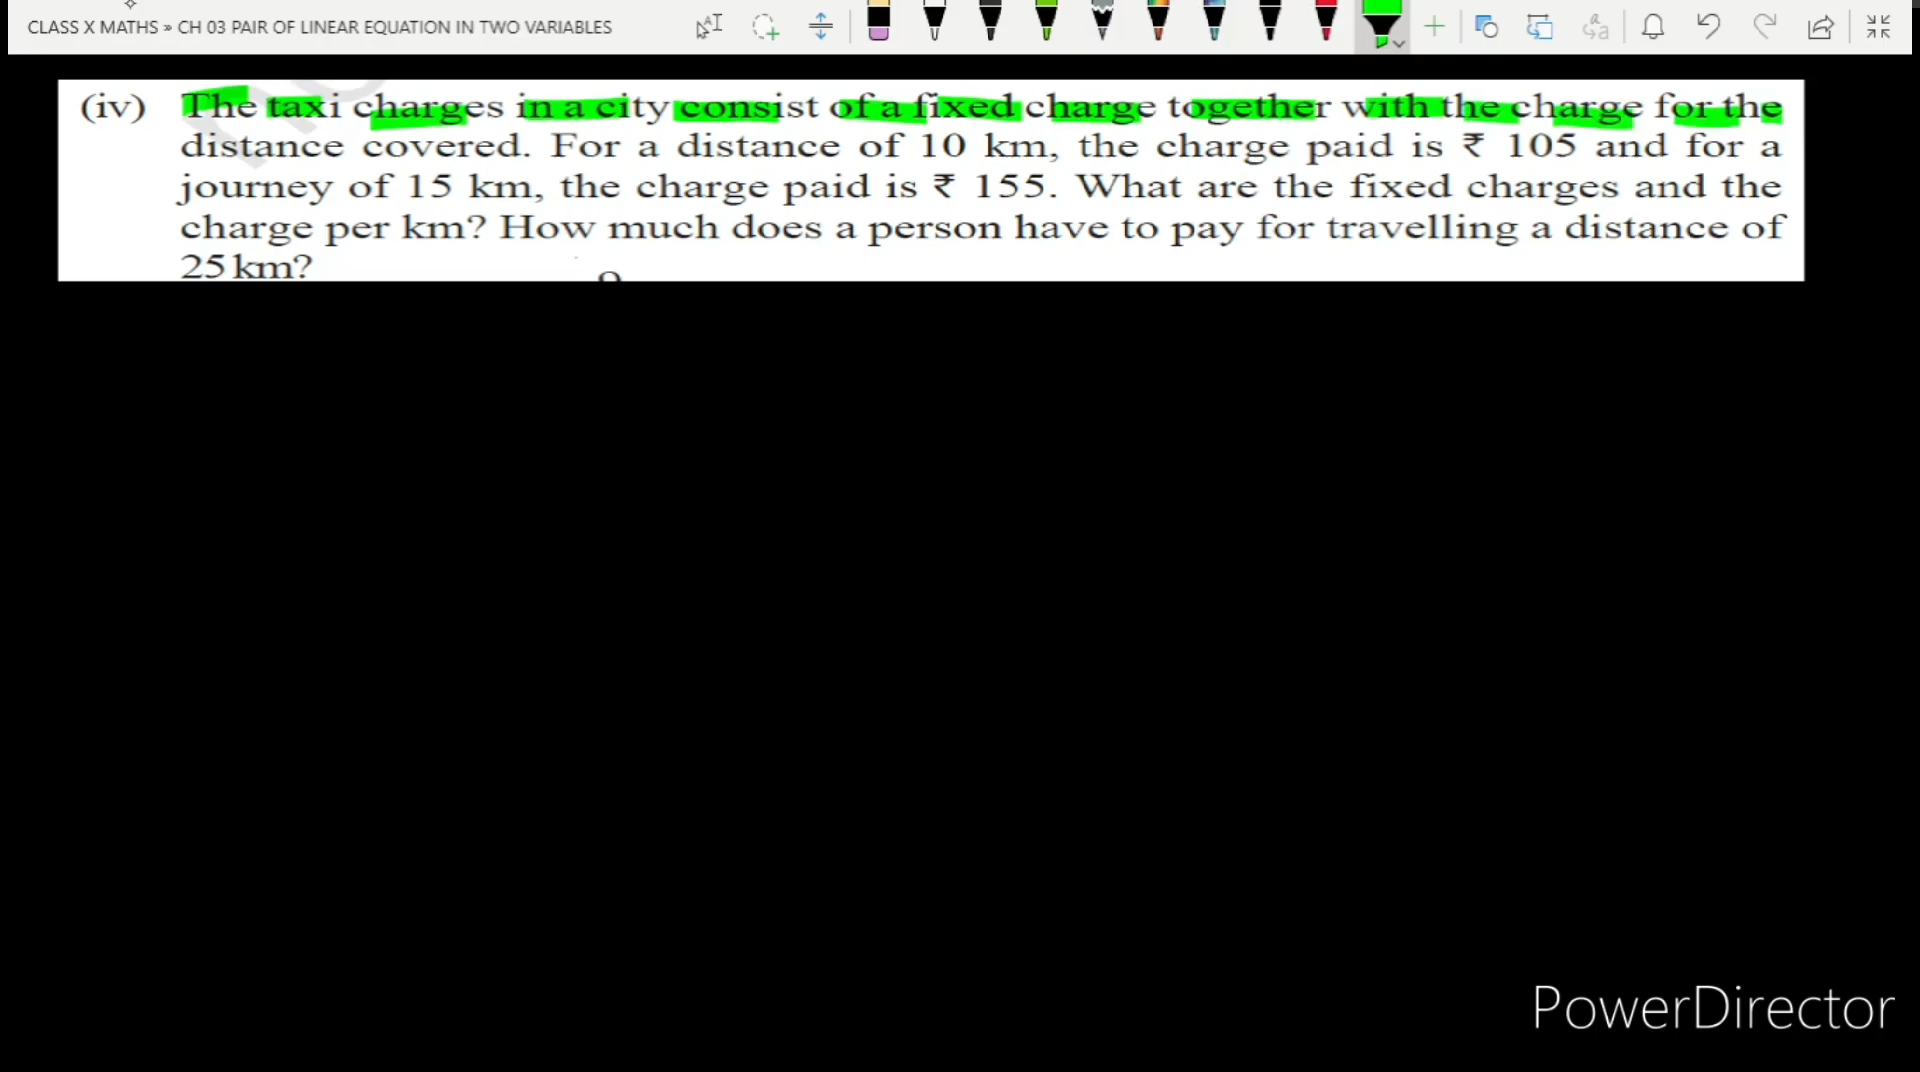 CLASS X MATHS » CH 03 PAIR OF LINEAR EQUATION IN TWO VARIABLES
(iv) The taxi charges in a city consist of a fixed charge together with the charge for the
distance covered. For a distance of 10 km, the charge paid is ₹ 105 and for a
journey of 15 km, the charge paid is ₹ 155. What are the fixed charges and the
charge per km? How much does a person have to pay for travelling a distance of
25 km?
PowerDirector